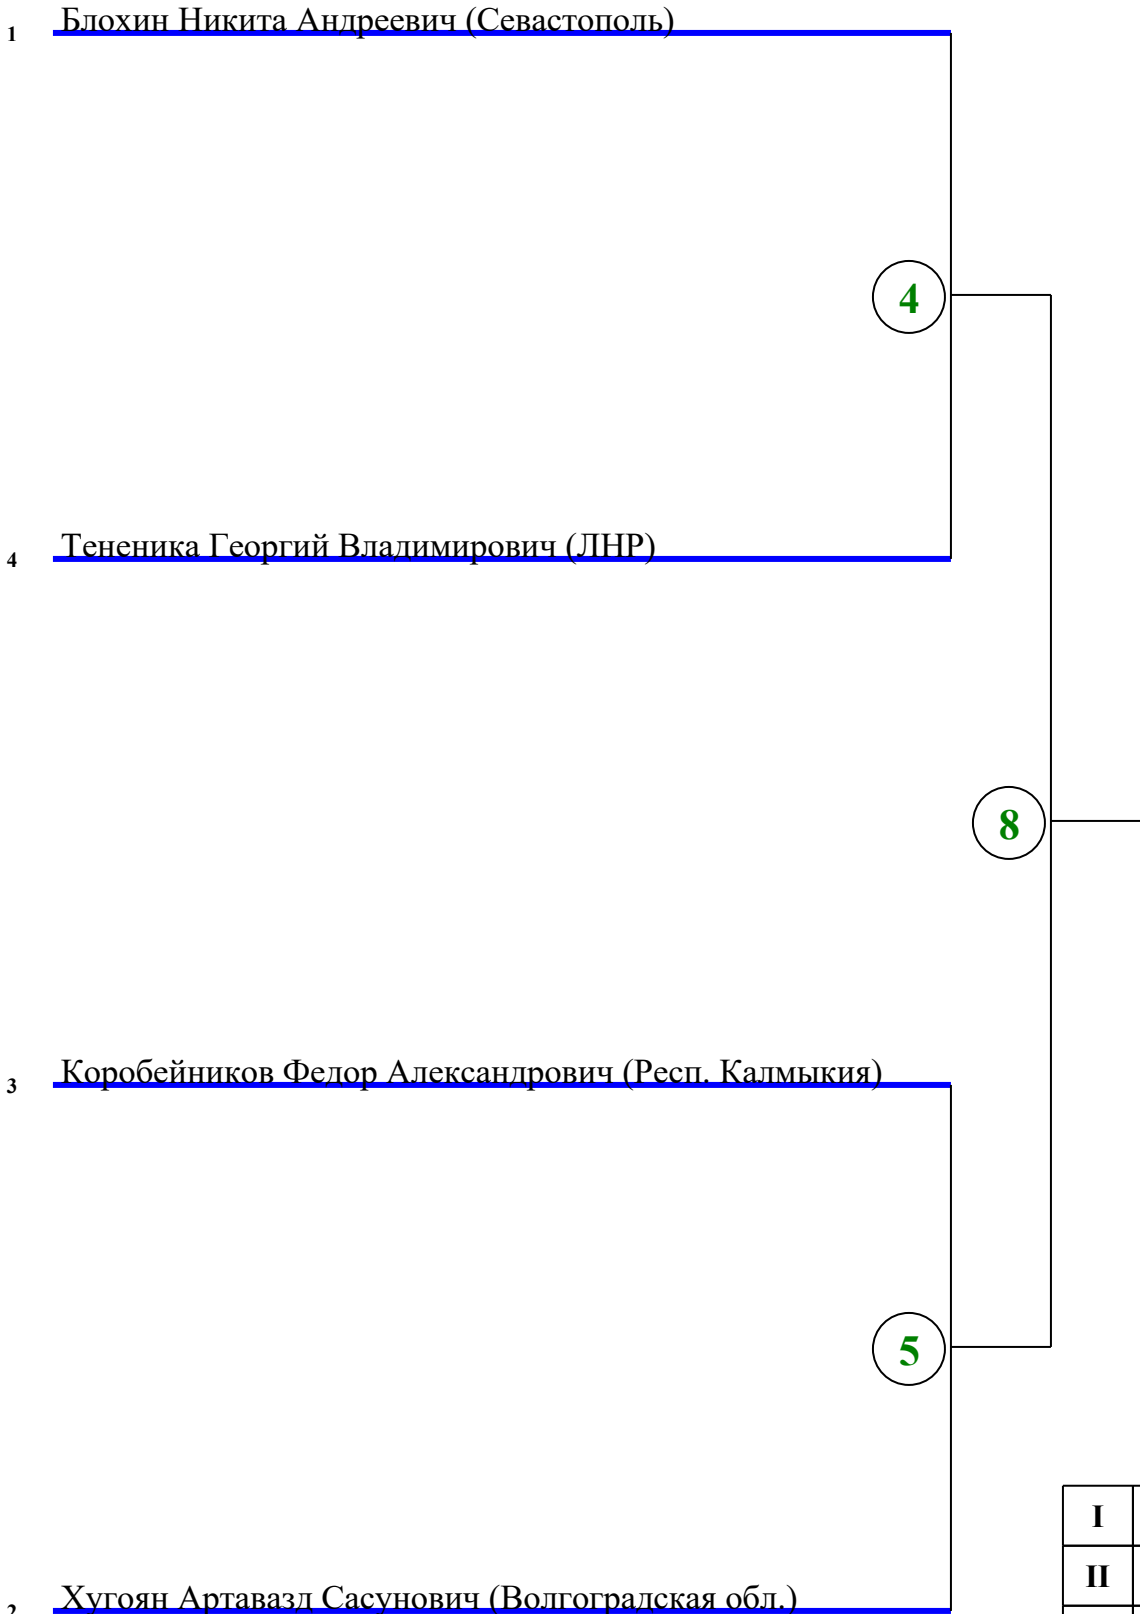 1 Блохин Никита Андреевич (Севастополь)
4
4 Тененика Георгий Владимирович (ЛНР)
8
3 Коробейников Федор Александрович (Респ. Калмыкия)
5
I
II
2 Хугоян Артавазд Сасунович (Волгоградская обл.)